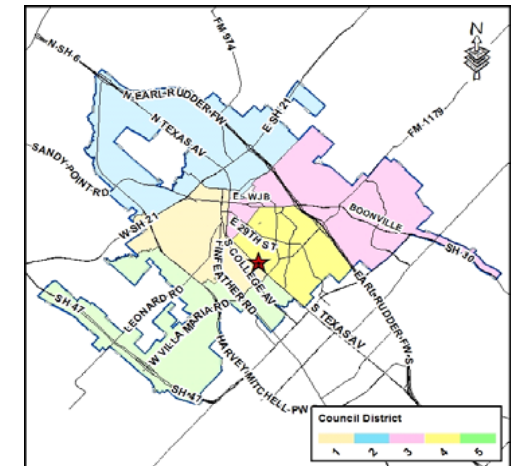 FM 974
N
N-SH-6
N-EARL-RUDDER-FW
E SH 21
N TEXAS AV
FM-1179
SANDY-POINT-RD
E WJB
BOONVILLE
W-SH 21
E 29TH ST
SH-30
S COLLEGE AV
FINFEATHER RD
LEONARD RD
W VILLA MARIA-RD
EARL-RUDDER-FW-S
S TEXAS AV
SH 47
HARVEY-MITCHELL-PW
SH-47
Council District
1 2 3 4 5